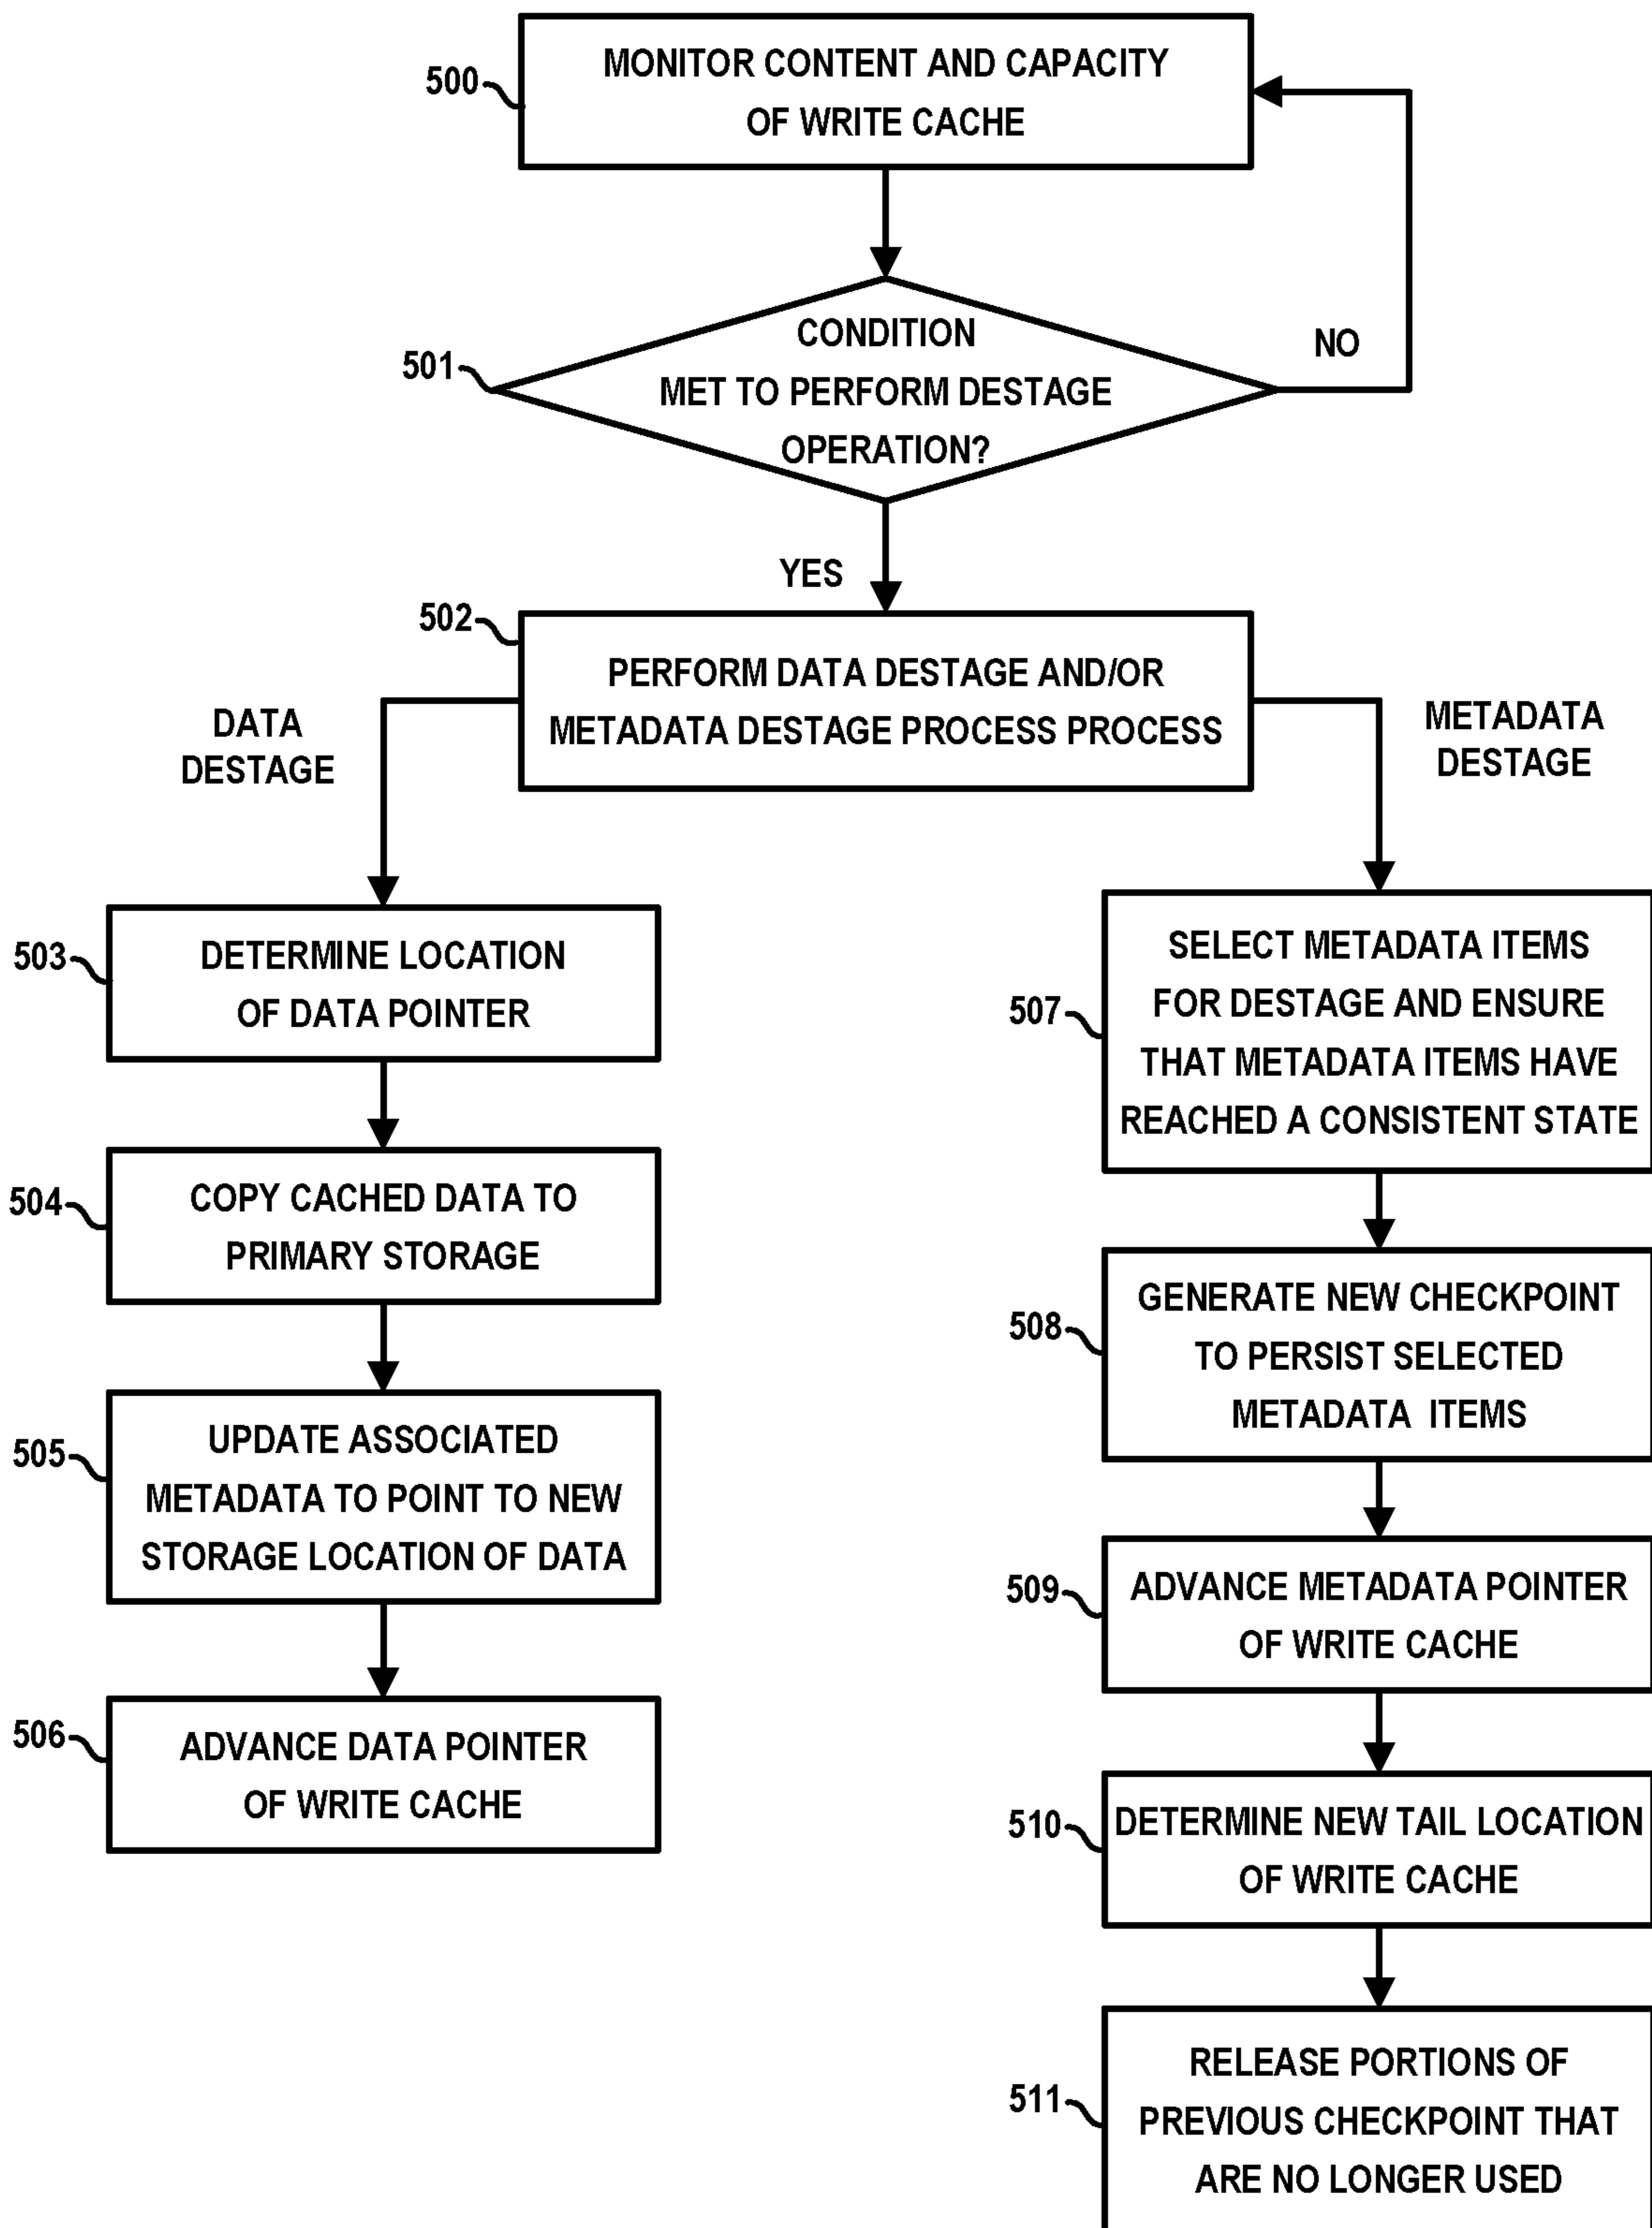 500
MONITOR CONTENT AND CAPACITY
OF WRITE CACHE
501
CONDITION
MET TO PERFORM DESTAGE
OPERATION?
NO
YES
502
PERFORM DATA DESTAGE AND/OR
METADATA DESTAGE PROCESS PROCESS
DATA
DESTAGE
METADATA
DESTAGE
503
DETERMINE LOCATION
OF DATA POINTER
504
COPY CACHED DATA TO
PRIMARY STORAGE
505
UPDATE ASSOCIATED
METADATA TO POINT TO NEW
STORAGE LOCATION OF DATA
506
ADVANCE DATA POINTER
OF WRITE CACHE
507
SELECT METADATA ITEMS
FOR DESTAGE AND ENSURE
THAT METADATA ITEMS HAVE
REACHED A CONSISTENT STATE
508
GENERATE NEW CHECKPOINT
TO PERSIST SELECTED
METADATA ITEMS
509
ADVANCE METADATA POINTER
OF WRITE CACHE
510
DETERMINE NEW TAIL LOCATION
OF WRITE CACHE
511
RELEASE PORTIONS OF
PREVIOUS CHECKPOINT THAT
ARE NO LONGER USED